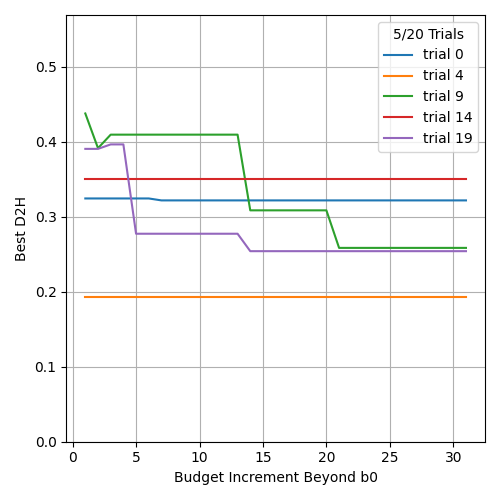 5/20 Trials
trial 0
trial 4
trial 9
trial 14
trial 19
0.5
0.4
0.3
0.2
0.1
0.0
Best D2H
0 5 10 15 20 25 30
Budget Increment Beyond b0